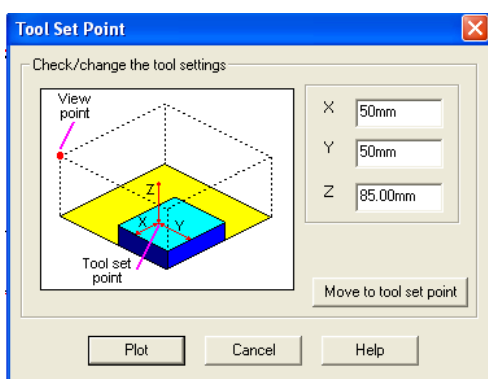 Tool Set Point
Check/change the tool settings
View
point
Z
X
Y
Tool set
point
X 50mm
Y 50mm
Z 85.00mm
Move to tool set point
Plot Cancel Help